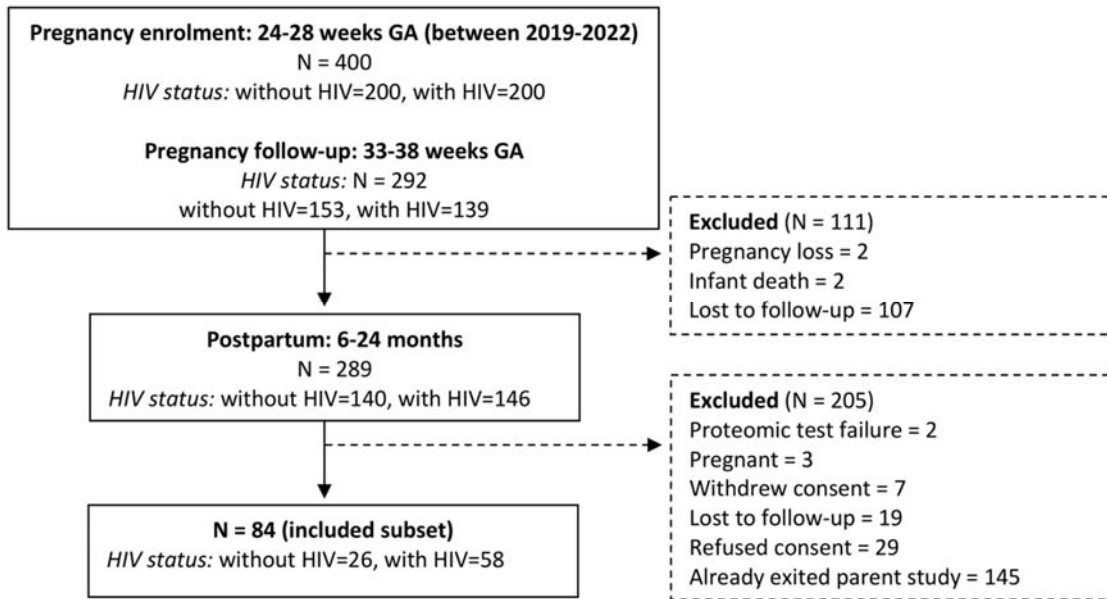 Pregnancy enrolment: 24-28 weeks GA (between 2019-2022)
N = 400
HIV status: without HIV=200, with HIV=200
Pregnancy follow-up: 33-38 weeks GA
HIV status: N = 292
without HIV=153, with HIV=139
Excluded (N = 111)
Pregnancy loss = 2
Infant death = 2
Lost to follow-up = 107
Postpartum: 6-24 months
N = 289
HIV status: without HIV=140, with HIV=146
Excluded (N = 205)
Proteomic test failure = 2
Pregnant = 3
Withdrew consent = 7
Lost to follow-up = 19
Refused consent = 29
Already exited parent study = 145
N = 84 (included subset)
HIV status: without HIV=26, with HIV=58